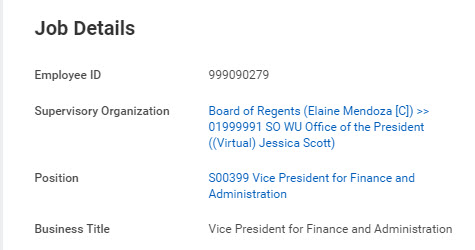 Job Details
Employee ID 999090279
Supervisory Organization Board of Regents (Elaine Mendoza [C]) >>
01999991 SO WU Office of the President
((Virtual) Jessica Scott)
Position S00399 Vice President for Finance and
Administration
Business Title Vice President for Finance and Administration